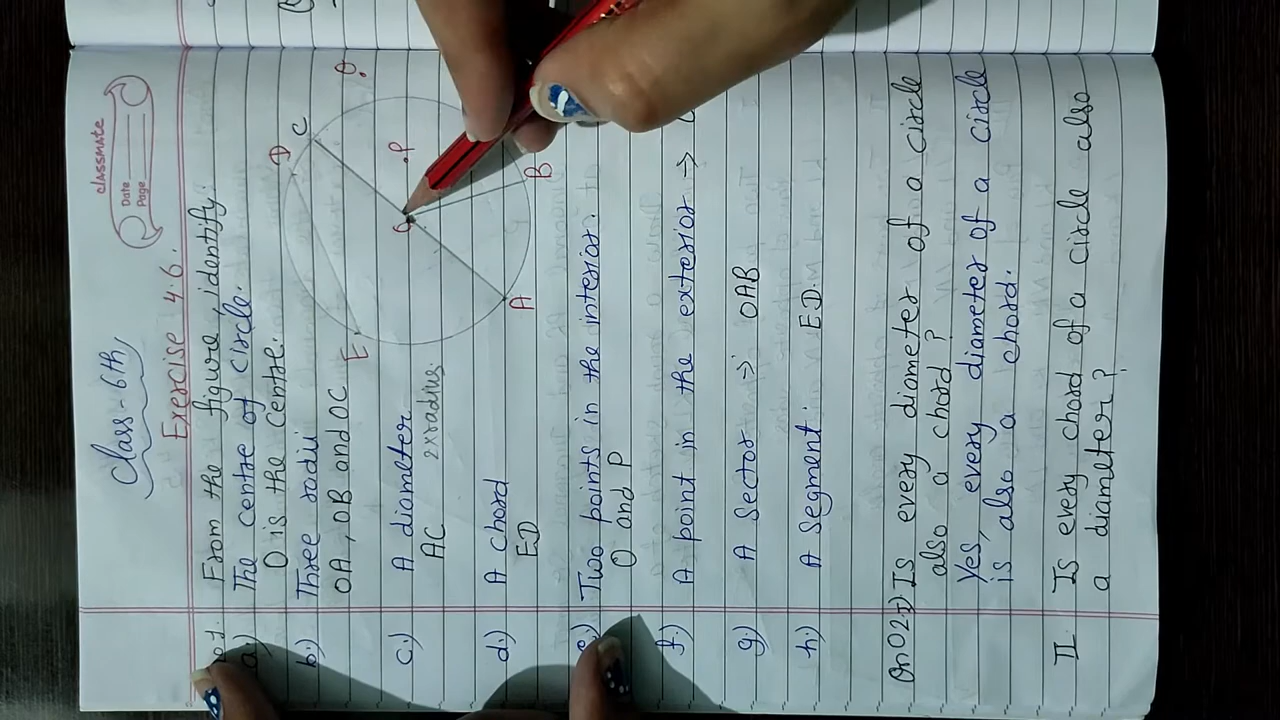 classmate
Date
Page
Class-6th
Exercise 4.6.
From the figure, identify:
a.) The centre of circle.
O is the centre.
b.) Three radii
OA, OB and OC
c.) A diameter
AC 2xradius
d.) A chord
ED
e.) Two points in the interior.
O and P
f.) A point in the exterior →
g.) A Sector => OAB
h.) A Segment. ED.
D
C
Q
P
O
B
A
E
Qn02.I) Is every diameter of a circle
also a chord ?
Yes, every diameter of a circle
is also a chord.
II Is every chord of a circle also
a diameter ?